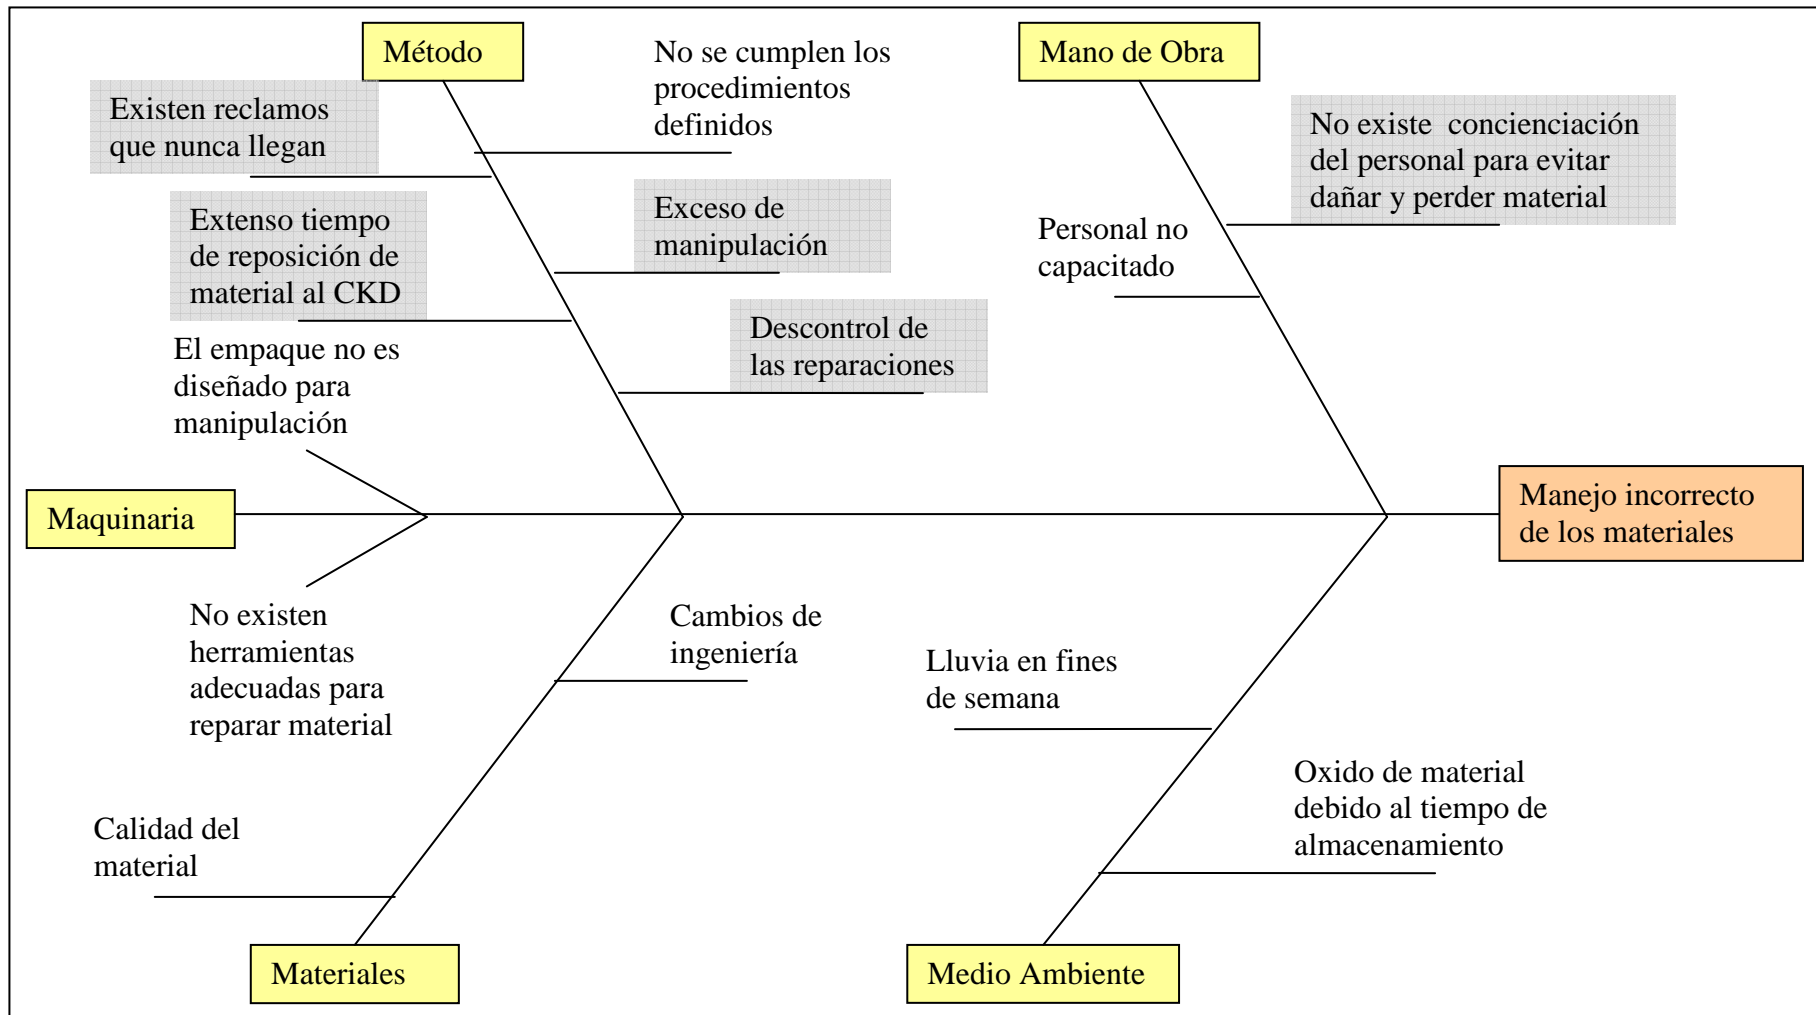 Método
No se cumplen los
procedimientos
definidos
Mano de Obra
Existen reclamos
que nunca llegan
No existe concienciación
del personal para evitar
dañar y perder material
Extenso tiempo
de reposición de
material al CKD
Exceso de
manipulación
Personal no
capacitado
Descontrol de
las reparaciones
El empaque no es
diseñado para
manipulación
Maquinaria
Manejo incorrecto
de los materiales
No existen
herramientas
adecuadas para
reparar material
Cambios de
ingeniería
Lluvia en fines
de semana
Oxido de material
debido al tiempo de
almacenamiento
Calidad del
material
Materiales
Medio Ambiente